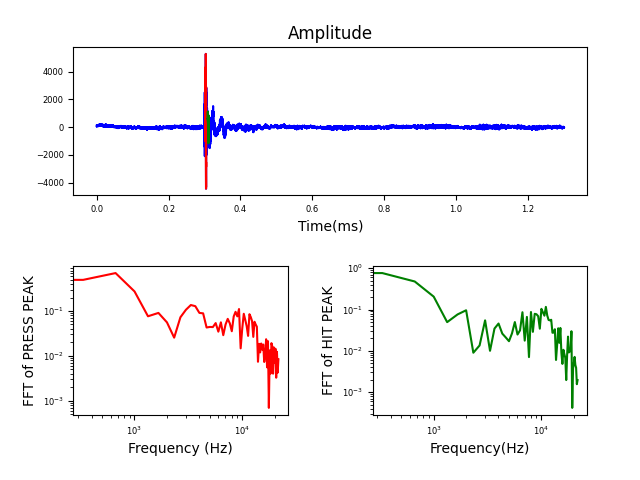 Amplitude
4000
2000
0
−2000
−4000
0.0 0.2 0.4 0.6 0.8 1.0 1.2
Time(ms)
FFT of PRESS PEAK
10⁻¹
10⁻²
10⁻³
10³ 10⁴
Frequency (Hz)
FFT of HIT PEAK
10⁰
10⁻¹
10⁻²
10⁻³
10³ 10⁴
Frequency(Hz)